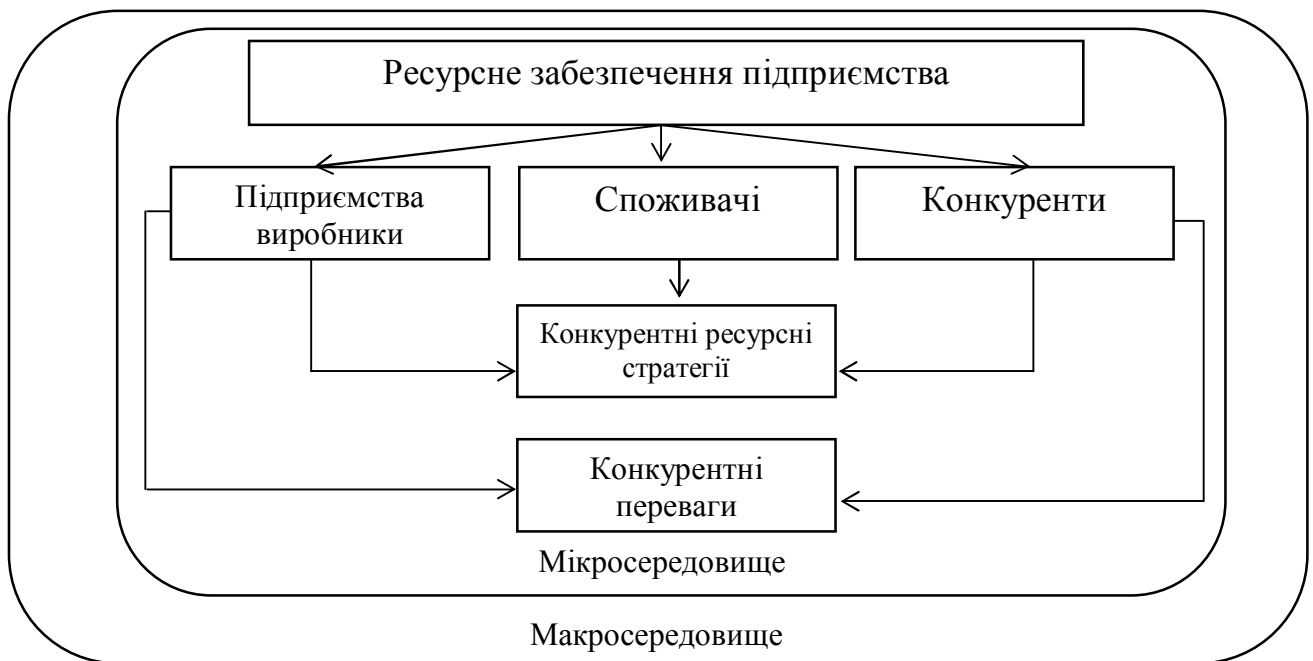 Ресурсне забезпечення підприємства
Підприємства
виробники
Споживачі
Конкуренти
Конкурентні ресурсні
стратегії
Конкурентні
переваги
Мікросередовище
Макросередовище